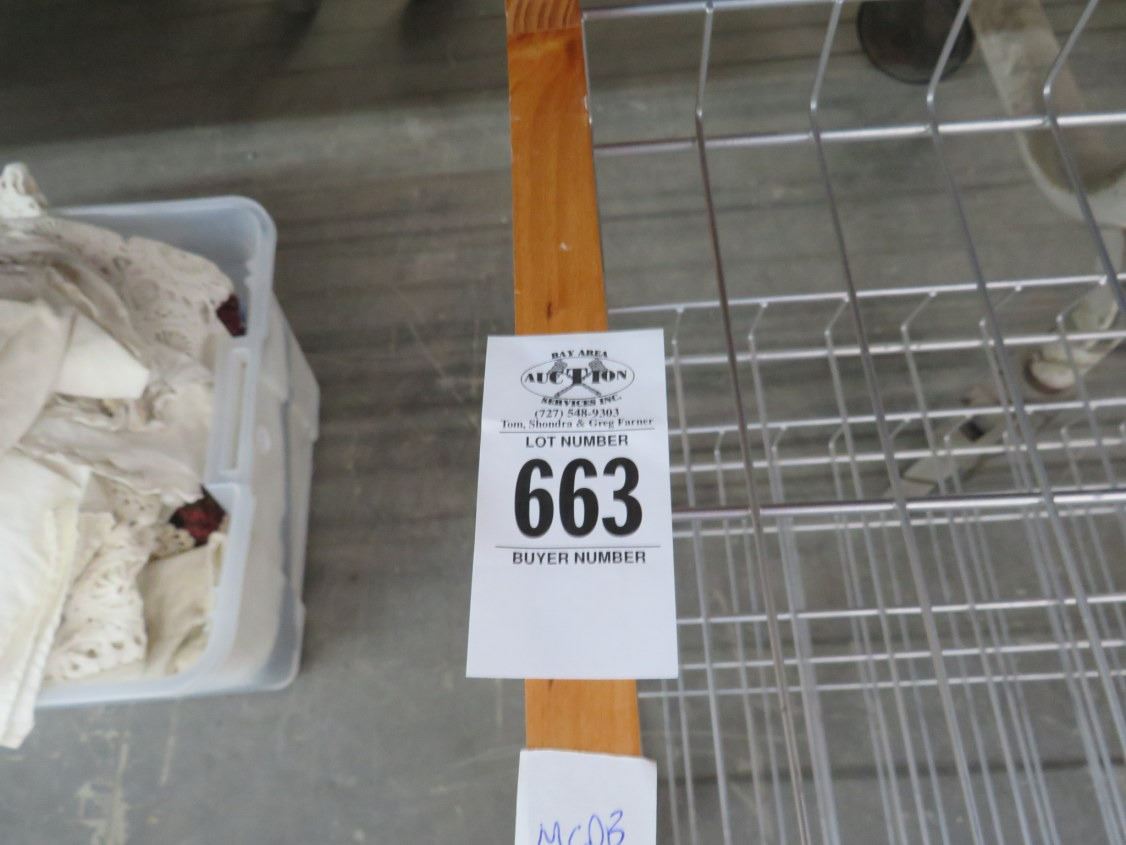 BAY AREA
AUCTION
SERVICES INC.
(727) 548-9303
Tom, Shondra & Greg Farner
LOT NUMBER
663
BUYER NUMBER
MCDB